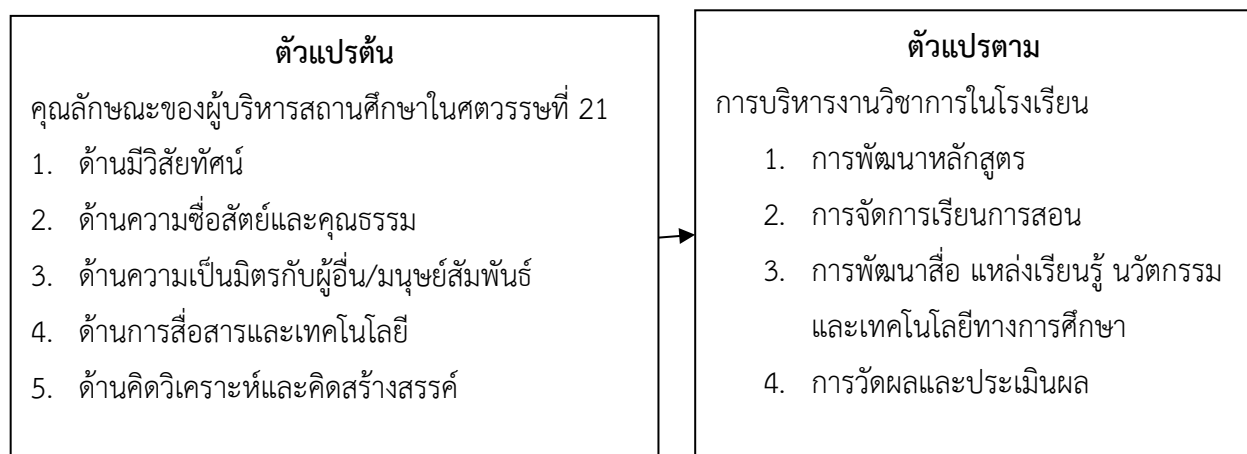 ตัวแปรต้น
คุณลักษณะของผู้บริหารสถานศึกษาในศตวรรษที่ 21
1. ด้านมีวิสัยทัศน์
2. ด้านความซื่อสัตย์และคุณธรรม
3. ด้านความเป็นมิตรกับผู้อื่น/มนุษย์สัมพันธ์
4. ด้านการสื่อสารและเทคโนโลยี
5. ด้านคิดวิเคราะห์และคิดสร้างสรรค์
ตัวแปรตาม
การบริหารงานวิชาการในโรงเรียน
1. การพัฒนาหลักสูตร
2. การจัดการเรียนการสอน
3. การพัฒนาสื่อ แหล่งเรียนรู้ นวัตกรรม
และเทคโนโลยีทางการศึกษา
4. การวัดผลและประเมินผล